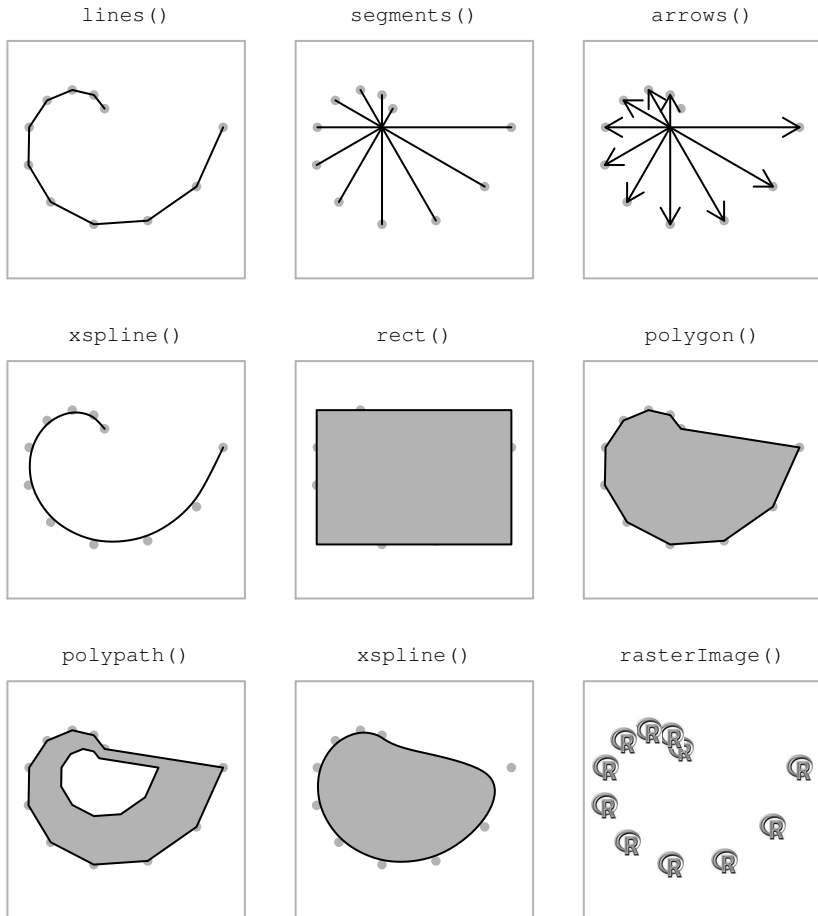 lines()
segments()
arrows()
xspline()
rect()
polygon()
polypath()
xspline()
rasterImage()
R
R
R
R
R
R
R
R
R
R
R
R